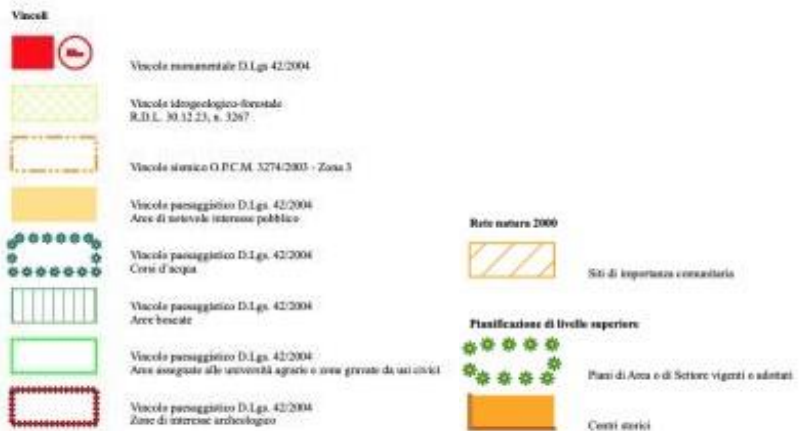 Vincoli
Vincolo monumentale D.Lgs 42/2004
Vincolo idrogeologico-forestale
R.D.L. 30.12.23, n. 3267
Vincolo sismico O.P.C.M. 3274/2003 - Zona 3
Vincolo paesaggistico D.Lgs. 42/2004
Aree di notevole interesse pubblico
Vincolo paesaggistico D.Lgs. 42/2004
Corsi d'acqua
Vincolo paesaggistico D.Lgs. 42/2004
Aree boscate
Vincolo paesaggistico D.Lgs. 42/2004
Aree assegnate alle università agrarie o zone gravate da usi civici
Vincolo paesaggistico D.Lgs. 42/2004
Zone di interesse archeologico
Rete natura 2000
Siti di importanza comunitaria
Pianificazione di livello superiore
Piani di Area o di Settore vigenti o adottati
Centri storici